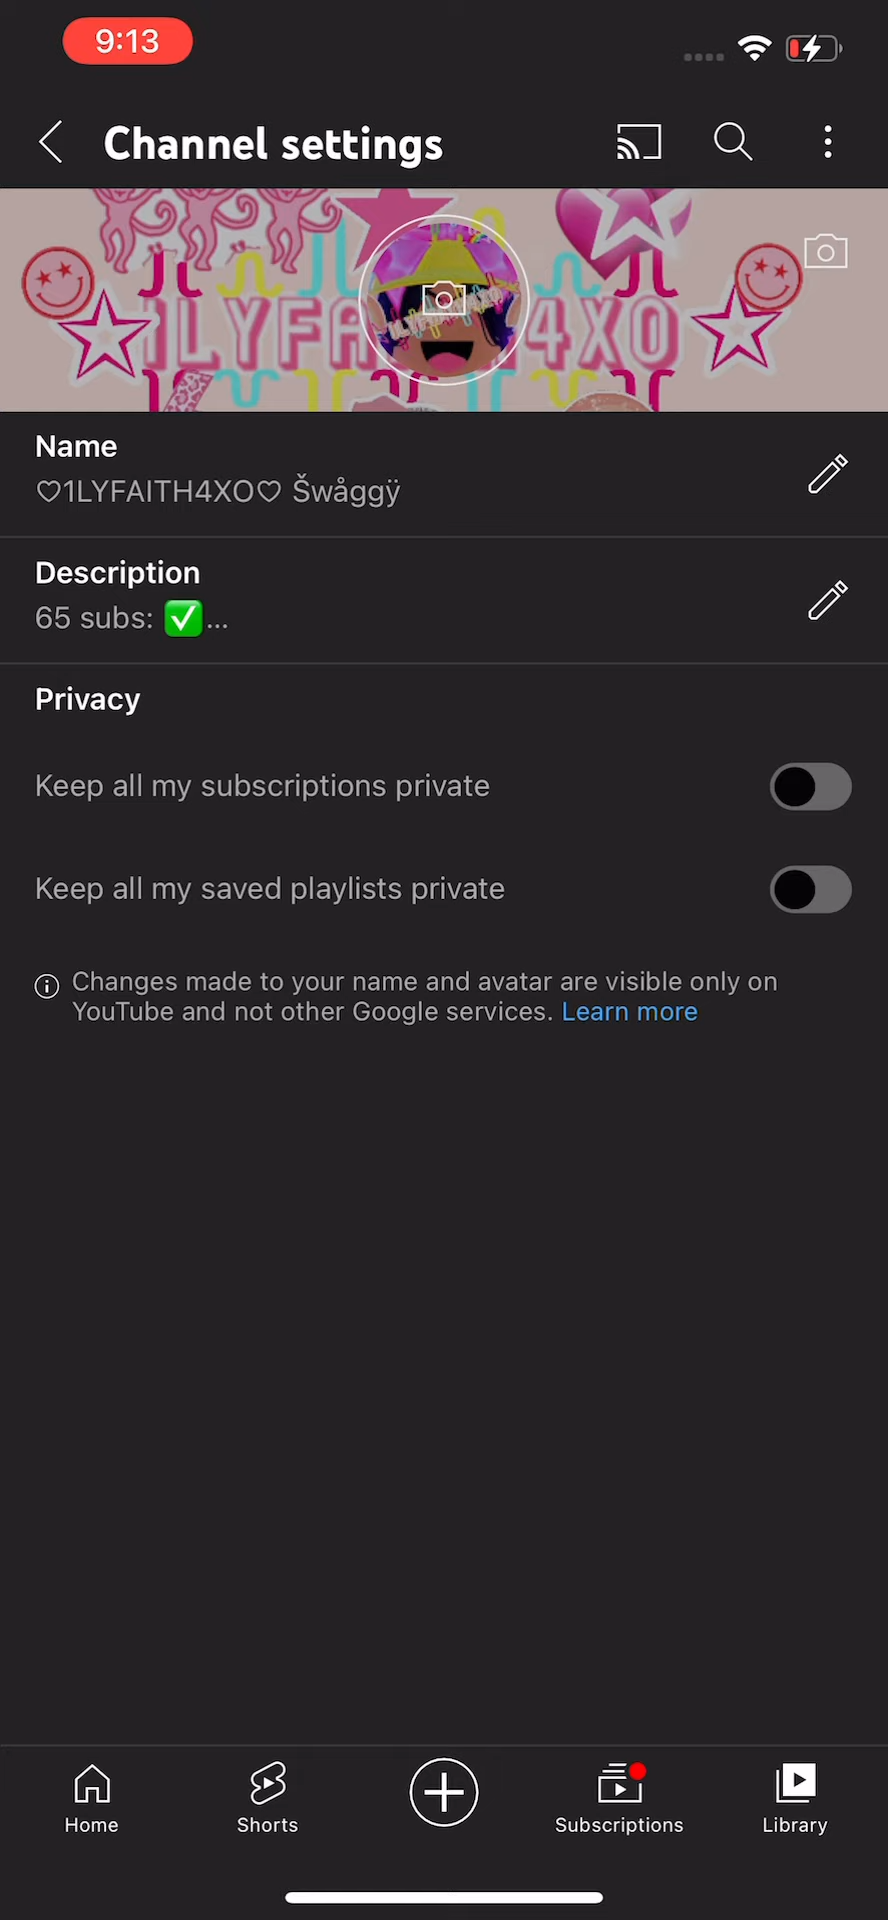 9:13
Channel settings
1LYFA 4XO
Name
♡1LYFAITH4XO♡ Šwåggÿ
Description
65 subs: ✅...
Privacy
Keep all my subscriptions private
Keep all my saved playlists private
Changes made to your name and avatar are visible only on
YouTube and not other Google services. Learn more
Home Shorts Subscriptions Library